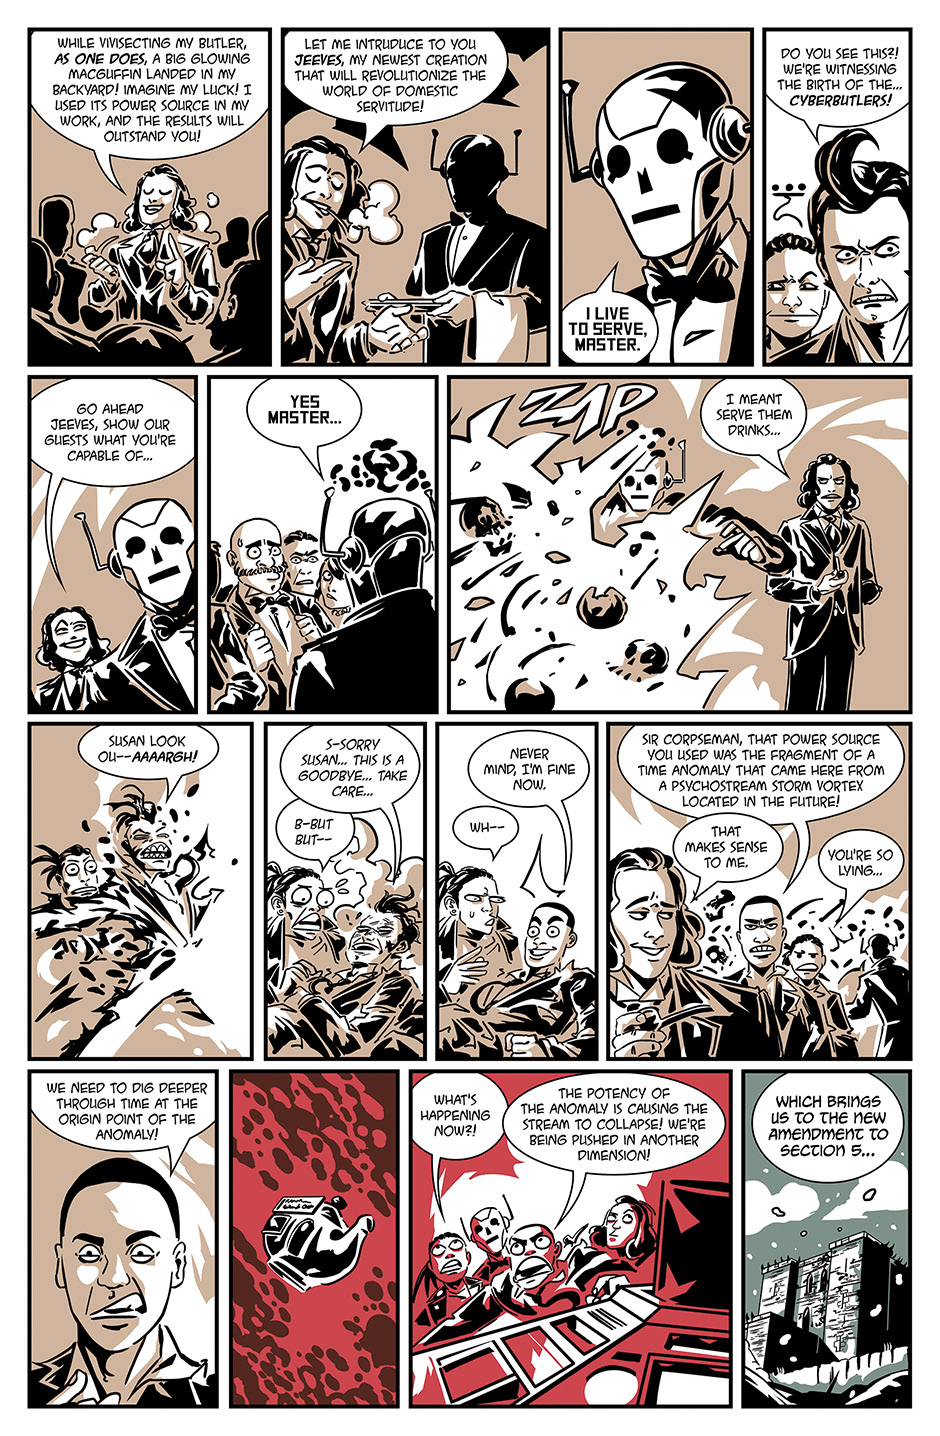 WHILE VIVISECTING MY BUTLER,
AS ONE DOES, A BIG GLOWING
MACGUFFIN LANDED IN MY
BACKYARD! IMAGINE MY LUCK! I
USED ITS POWER SOURCE IN MY
WORK, AND THE RESULTS WILL
OUTSTAND YOU!
LET ME INTRUDUCE TO YOU
JEEVES, MY NEWEST CREATION
THAT WILL REVOLUTIONIZE THE
WORLD OF DOMESTIC
SERVITUDE!
I LIVE
TO SERVE,
MASTER.
DO YOU SEE THIS?!
WE'RE WITNESSING
THE BIRTH OF THE...
CYBERBUTLERS!
GO AHEAD
JEEVES, SHOW OUR
GUESTS WHAT YOU'RE
CAPABLE OF...
YES
MASTER...
ZAP
I MEANT
SERVE THEM
DRINKS...
SUSAN LOOK
OU--AAAARGH!
S-SORRY
SUSAN... THIS IS A
GOODBYE... TAKE
CARE...
B-BUT
BUT--
NEVER
MIND, I'M FINE
NOW.
WH--
SIR CORPSEMAN, THAT POWER SOURCE
YOU USED WAS THE FRAGMENT OF A
TIME ANOMALY THAT CAME HERE FROM
A PSYCHOSTREAM STORM VORTEX
LOCATED IN THE FUTURE!
THAT
MAKES SENSE
TO ME.
YOU'RE SO
LYING...
WE NEED TO DIG DEEPER
THROUGH TIME AT THE
ORIGIN POINT OF THE
ANOMALY!
WHAT'S
HAPPENING
NOW?!
THE POTENCY OF
THE ANOMALY IS CAUSING THE
STREAM TO COLLAPSE! WE'RE
BEING PUSHED IN ANOTHER
DIMENSION!
WHICH BRINGS
US TO THE NEW
AMENDMENT TO
SECTION 5...